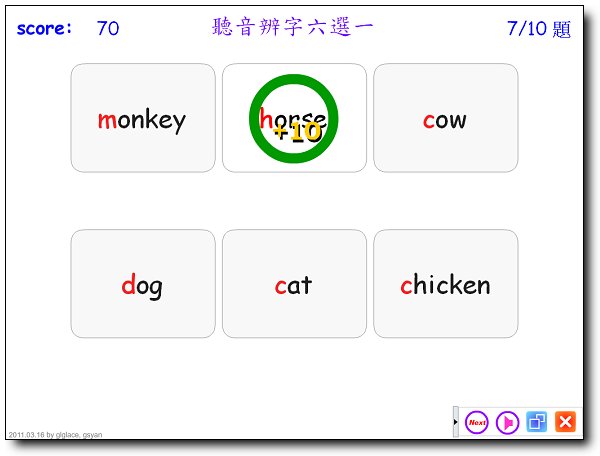 score: 70 聽音辨字六選一 7/10 題
monkey horse cow
+10
dog cat chicken
Next
2011.03.16 by glglace, gsyan